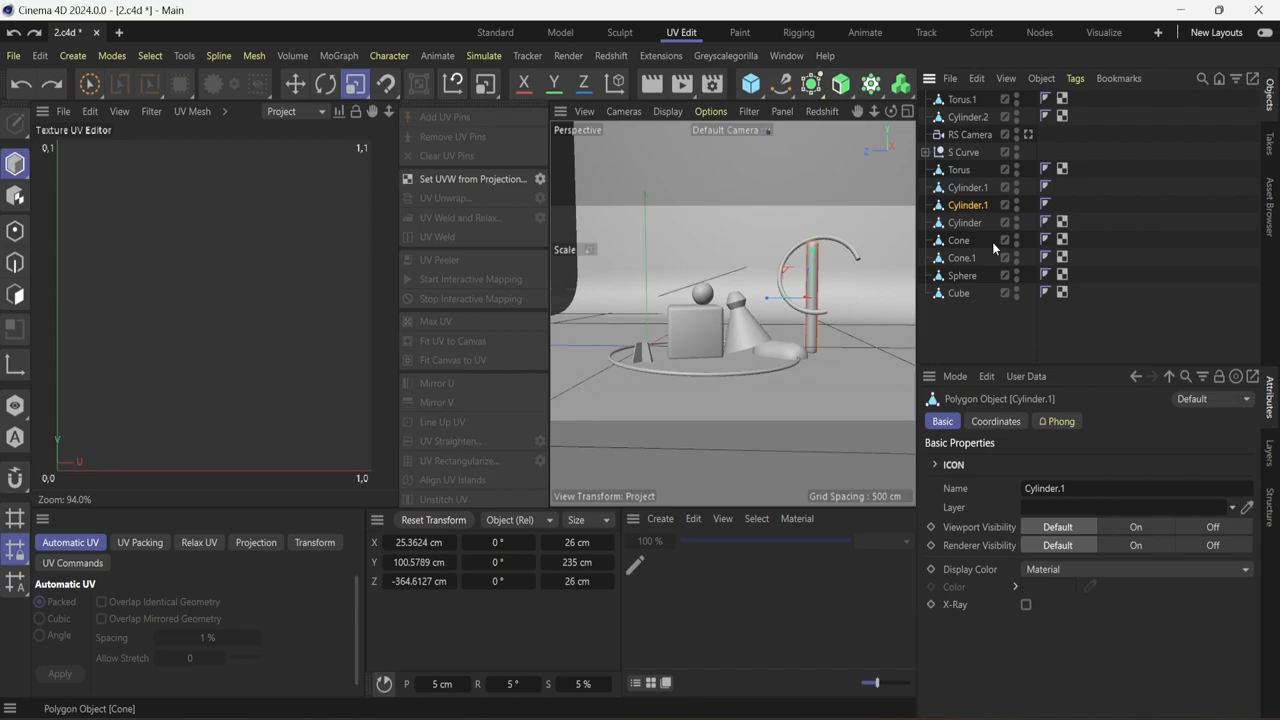 Cinema 4D 2024.0.0 - [2.c4d *] - Main
2.c4d *
Standard Model Sculpt UV Edit Paint Rigging Animate Track Script Nodes Visualize New Layouts
File Edit Create Modes Select Tools Spline Mesh Volume MoGraph Character Animate Simulate Tracker Render Redshift Extensions Greyscalegorilla Window Help
File Edit View Filter UV Mesh Project
Texture UV Editor
0,1
1,1
V
U
0,0
1,0
Zoom: 94.0%
Add UV Pins
Remove UV Pins
Clear UV Pins
Set UVW from Projection...
UV Unwrap...
UV Weld and Relax...
UV Weld
UV Peeler
Start Interactive Mapping
Stop Interactive Mapping
Max UV
Fit UV to Canvas
Fit Canvas to UV
Mirror U
Mirror V
Line Up UV
UV Straighten...
UV Rectangularize...
Align UV Islands
Unstitch UV
View Cameras Display Options Filter Panel Redshift
Perspective
Default Camera
Y
Z
X
Scale
View Transform: Project
Grid Spacing : 500 cm
File Edit View Object Tags Bookmarks
Torus.1
Cylinder.2
RS Camera
S Curve
Torus
Cylinder.1
Cylinder.1
Cylinder
Cone
Cone.1
Sphere
Cube
Objects
Takes
Asset Browser
Mode Edit User Data
Polygon Object [Cylinder.1]
Default
Basic Coordinates Phong
Basic Properties
ICON
Name Cylinder.1
Layer
Viewport Visibility Default On Off
Renderer Visibility Default On Off
Display Color Material
Color
X-Ray
Attributes
Layers
Structure
Automatic UV UV Packing Relax UV Projection Transform
UV Commands
Automatic UV
Packed Overlap Identical Geometry
Cubic Overlap Mirrored Geometry
Angle Spacing 1 %
Allow Stretch 0
Apply
Reset Transform Object (Rel) Size
X 25.3624 cm 0 ° 26 cm
Y 100.5789 cm 0 ° 235 cm
Z -364.6127 cm 0 ° 26 cm
P 5 cm R 5 ° S 5 %
Create Edit View Select Material
100 %
Polygon Object [Cone]